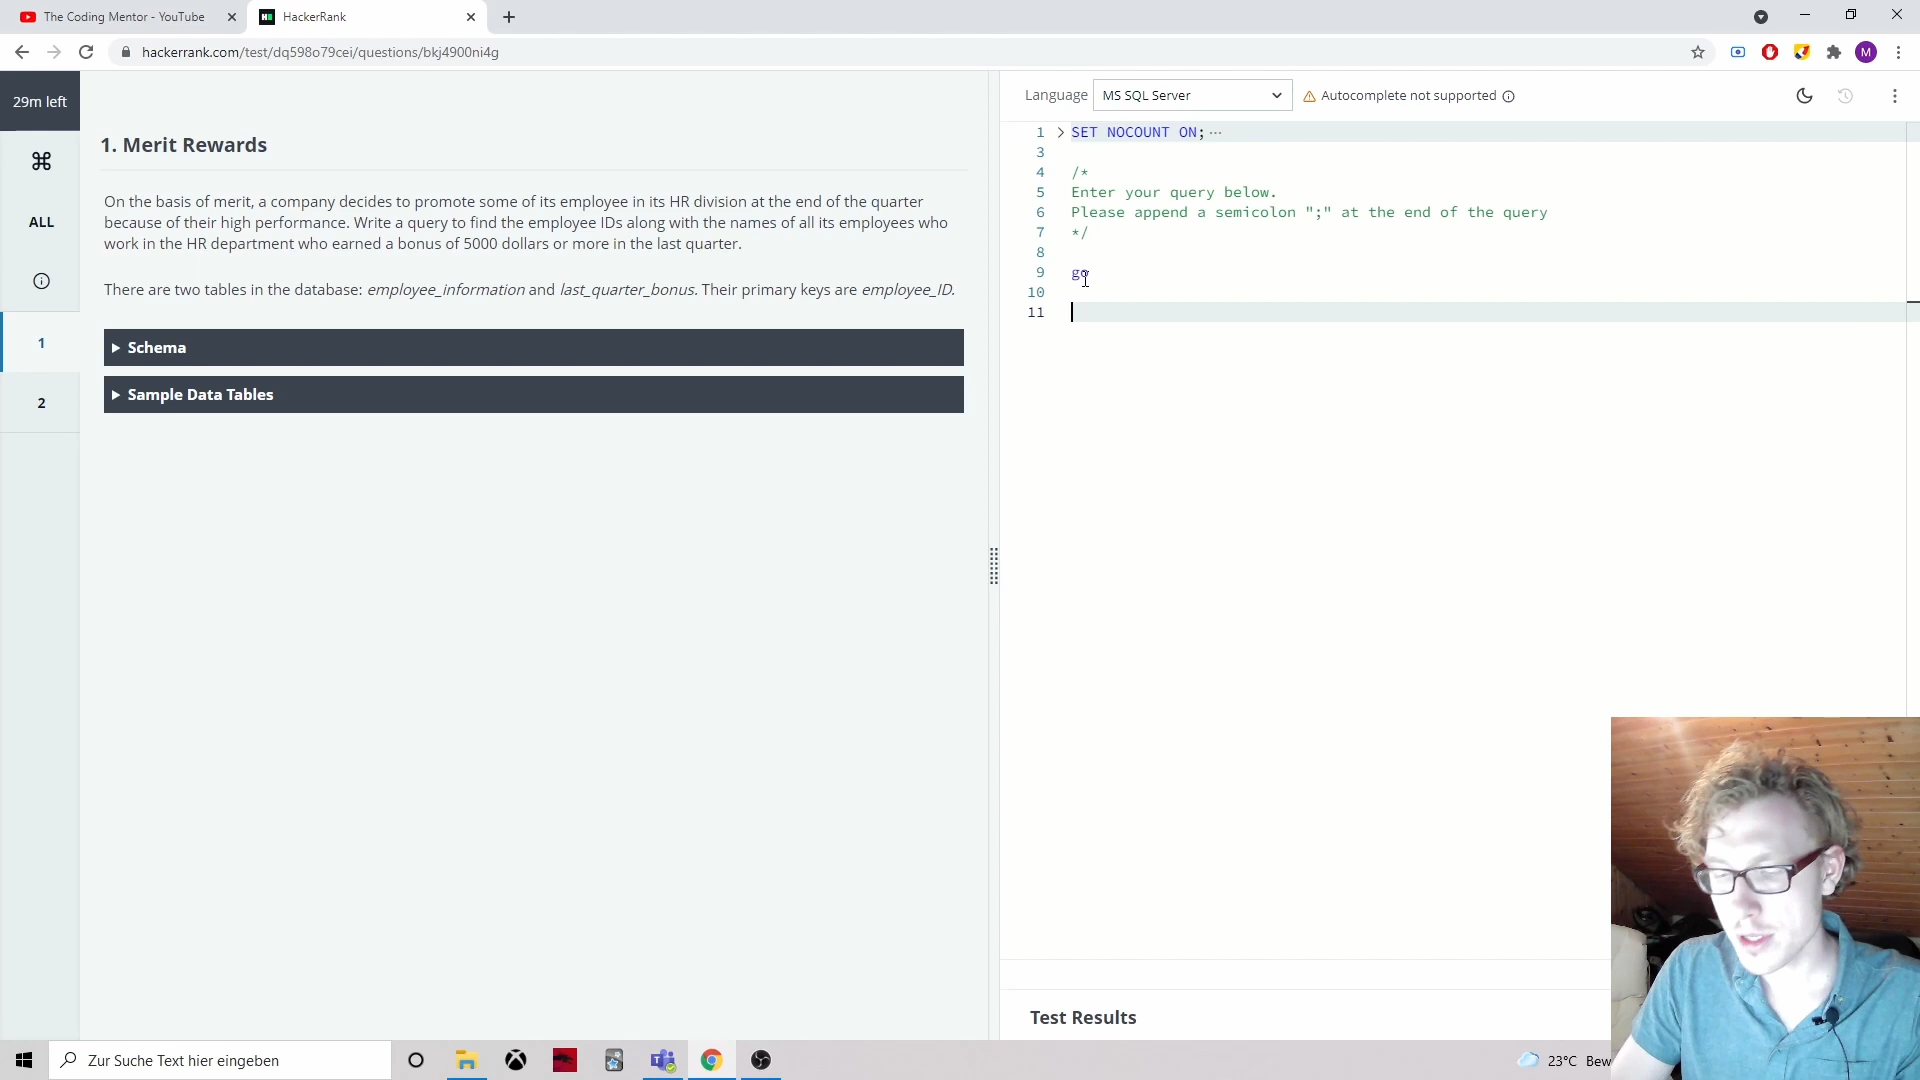 The Coding Mentor - YouTube
HackerRank
hackerrank.com/test/dq598o79cei/questions/bkj4900ni4g
M
29m left
ALL
1
2
1. Merit Rewards
On the basis of merit, a company decides to promote some of its employee in its HR division at the end of the quarter
because of their high performance. Write a query to find the employee IDs along with the names of all its employees who
work in the HR department who earned a bonus of 5000 dollars or more in the last quarter.
There are two tables in the database: employee_information and last_quarter_bonus. Their primary keys are employee_ID.
Schema
Sample Data Tables
Language
MS SQL Server
Autocomplete not supported
1 SET NOCOUNT ON; ···
3
4 /*
5 Enter your query below.
6 Please append a semicolon ";" at the end of the query
7 */
8
9 go
10
11
Test Results
Zur Suche Text hier eingeben
23°C Bew